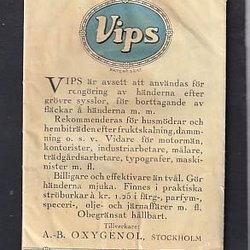 Vips
VIPS är avsett att användas för
rengöring av händerna efter
grövre sysslor, för borttagande av
fläckar å händerna m. m.
Rekommenderas för husmödrar och
hembiträden efter fruktskalning, damm-
ning o. s. v. Vidare för motormän,
kontorister, industriarbetare, målare,
trädgårdsarbetare, typografer, maski-
nister m. fl.
Billigare och effektivare än tvål. Gör
händerna mjuka. Finnes i praktiska
ströburkar à kr. 1,25 i färg-, parfym-,
speceri-, olje- och järnaffärer m. fl.
Obegränsat hållbart.
Tillverkare:
A.-B. OXYGENOL, STOCKHOLM